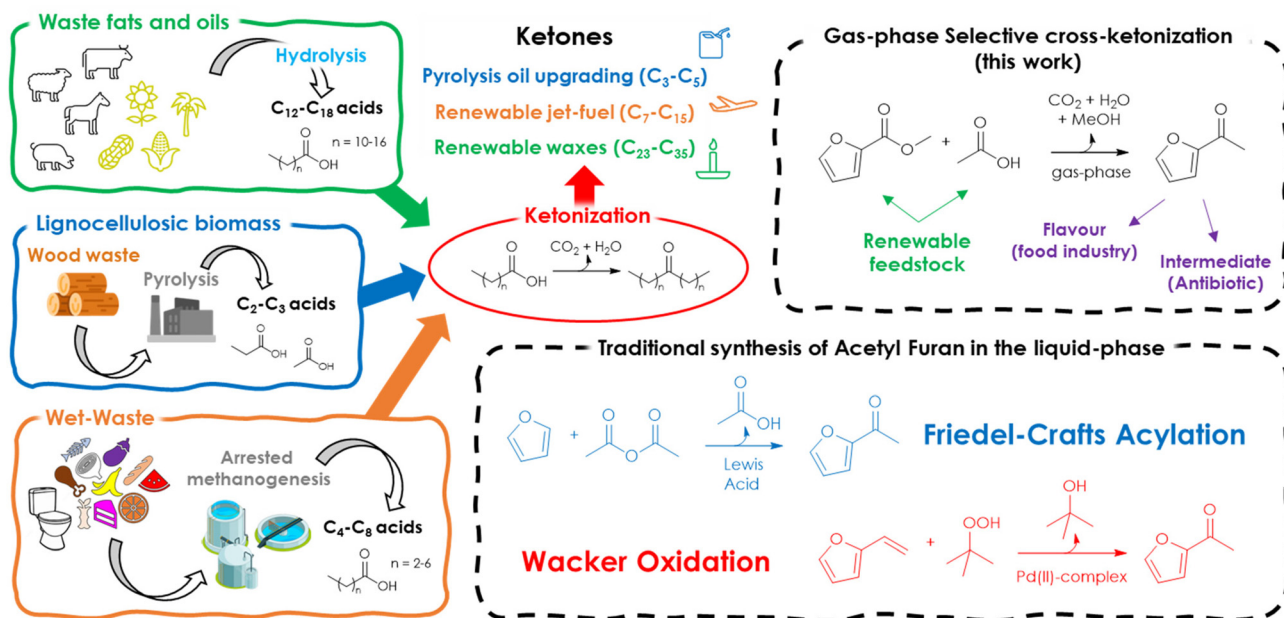 Waste fats and oils
Hydrolysis
C₁₂-C₁₈ acids
n = 10-16
O
OH
n
Lignocellulosic biomass
Wood waste
Pyrolysis
C₂-C₃ acids
O
OH
O
OH
Wet-Waste
Arrested
methanogenesis
C₄-C₈ acids
n = 2-6
O
OH
n
Ketones
Pyrolysis oil upgrading (C₃-C₅)
Renewable jet-fuel (C₇-C₁₅)
Renewable waxes (C₂₃-C₃₅)
Ketonization
O
OH
n
CO₂ + H₂O
O
n
n
Gas-phase Selective cross-ketonization
(this work)
O
O
O
+
O
OH
CO₂ + H₂O
+ MeOH
gas-phase
O
O
Renewable
feedstock
Flavour
(food industry)
Intermediate
(Antibiotic)
Traditional synthesis of Acetyl Furan in the liquid-phase
O
+
O
O
O
O
OH
Lewis
Acid
O
O
Friedel-Crafts Acylation
Wacker Oxidation
O
+
OOH
OH
Pd(II)-complex
O
O